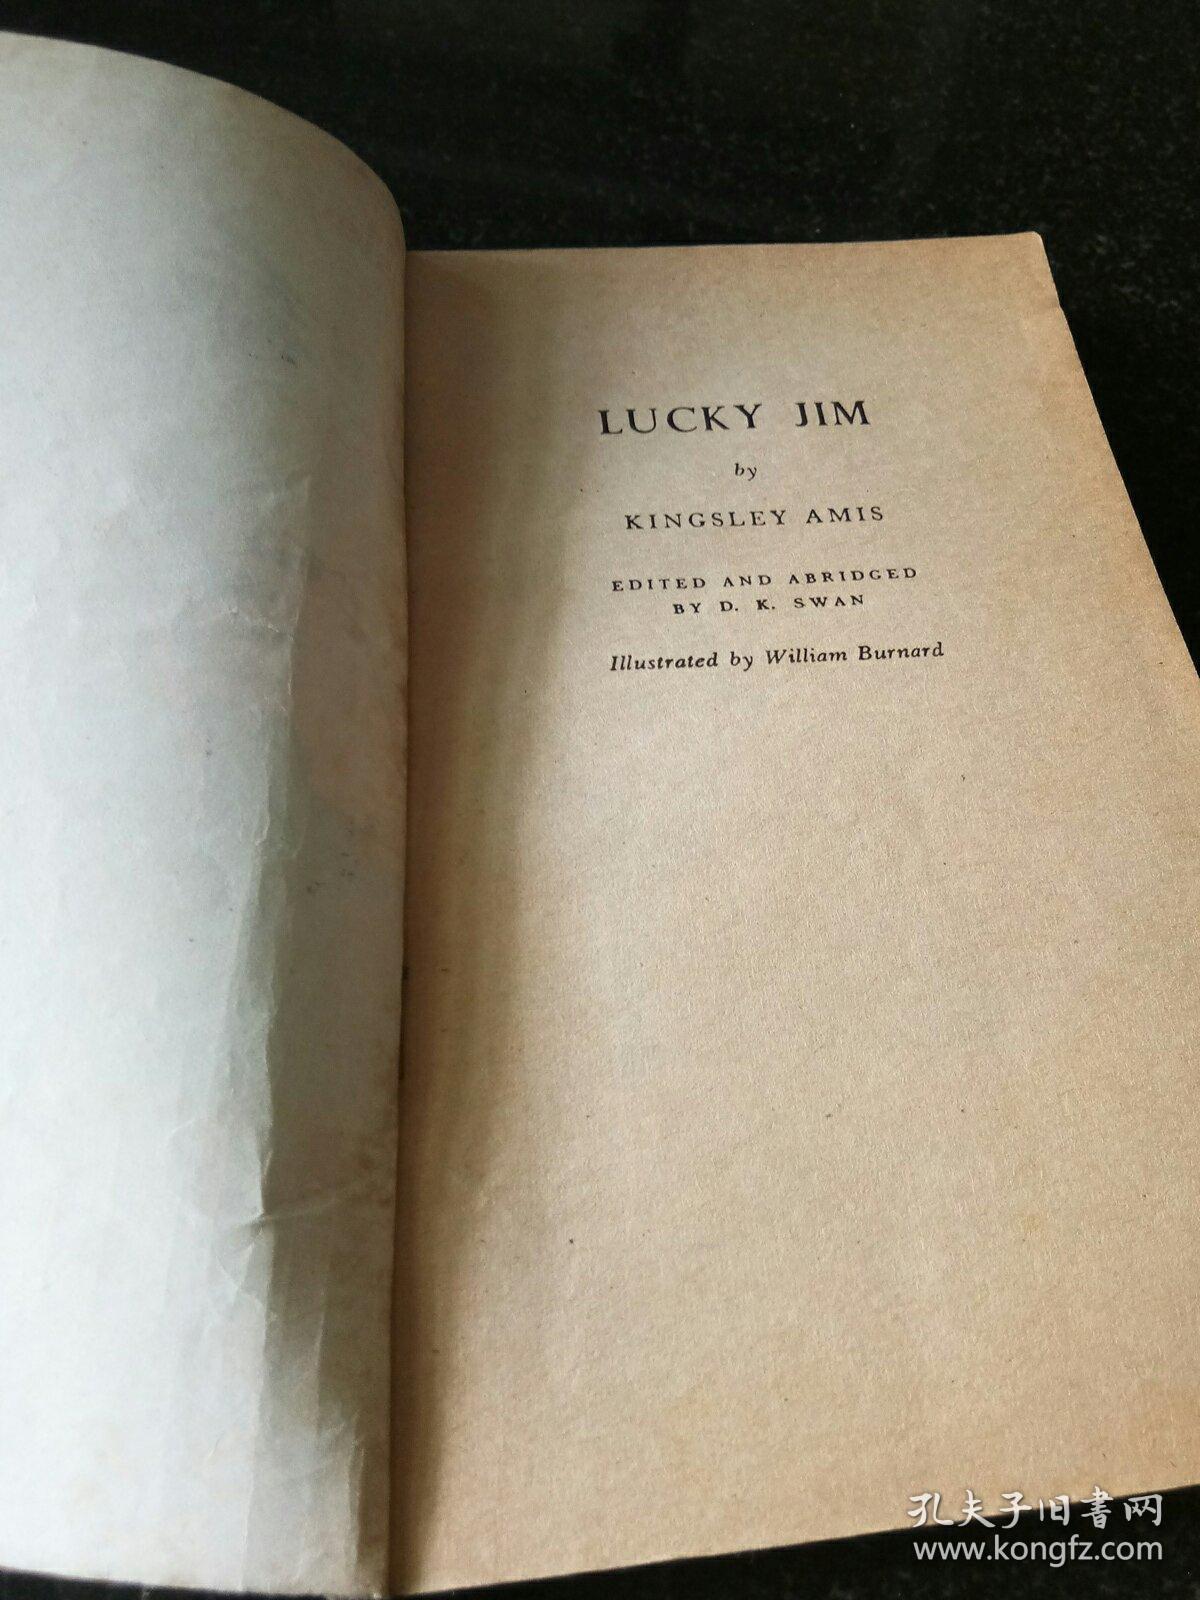 LUCKY JIM
by
KINGSLEY AMIS
EDITED AND ABRIDGED
BY D. K. SWAN
Illustrated by William Burnard
孔夫子旧書网
www.kongfz.com